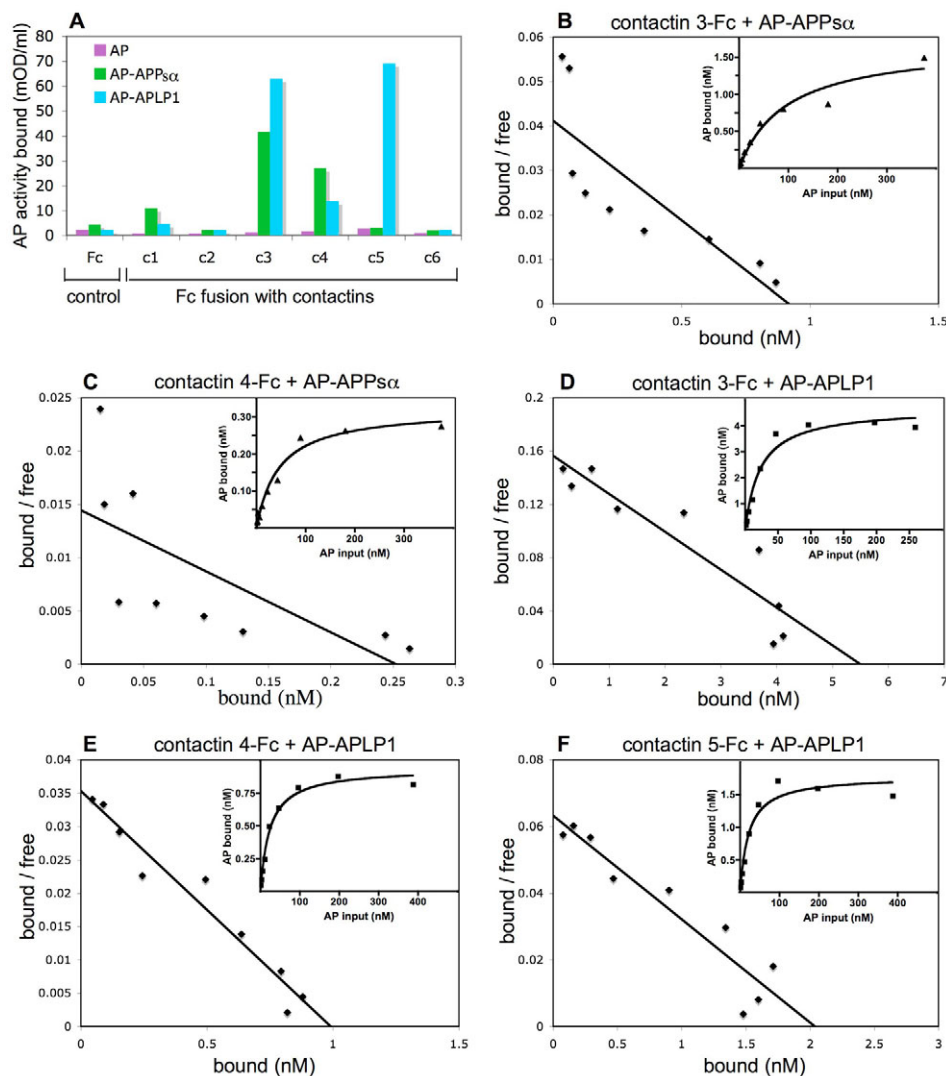 A
AP activity bound (mOD/ml)
80
70
60
50
40
30
20
10
0
AP
AP-APPsα
AP-APLP1
Fc c1 c2 c3 c4 c5 c6
control Fc fusion with contactins
B contactin 3-Fc + AP-APPsα
bound / free
0.06
0.05
0.04
0.03
0.02
0.01
0
0 0.5 1 1.5
bound (nM)
AP bound (nM)
1.50
1.00
0.50
100 200 300
AP input (nM)
C contactin 4-Fc + AP-APPsα
bound / free
0.025
0.02
0.015
0.01
0.005
0
0 0.05 0.1 0.15 0.2 0.25 0.3
bound (nM)
AP bound (nM)
0.30
0.20
0.10
100 200 300
AP input (nM)
D contactin 3-Fc + AP-APLP1
bound / free
0.2
0.16
0.12
0.08
0.04
0
0 1 2 3 4 5 6 7
bound (nM)
AP bound (nM)
4
3
2
1
50 100 150 200 250
AP input (nM)
E contactin 4-Fc + AP-APLP1
bound / free
0.04
0.035
0.03
0.025
0.02
0.015
0.01
0.005
0
0 0.5 1 1.5
bound (nM)
AP bound (nM)
0.75
0.50
0.25
100 200 300 400
AP input (nM)
F contactin 5-Fc + AP-APLP1
bound / free
0.08
0.06
0.04
0.02
0
0 0.5 1 1.5 2 2.5 3
bound (nM)
AP bound (nM)
1.5
1.0
0.5
100 200 300 400
AP input (nM)